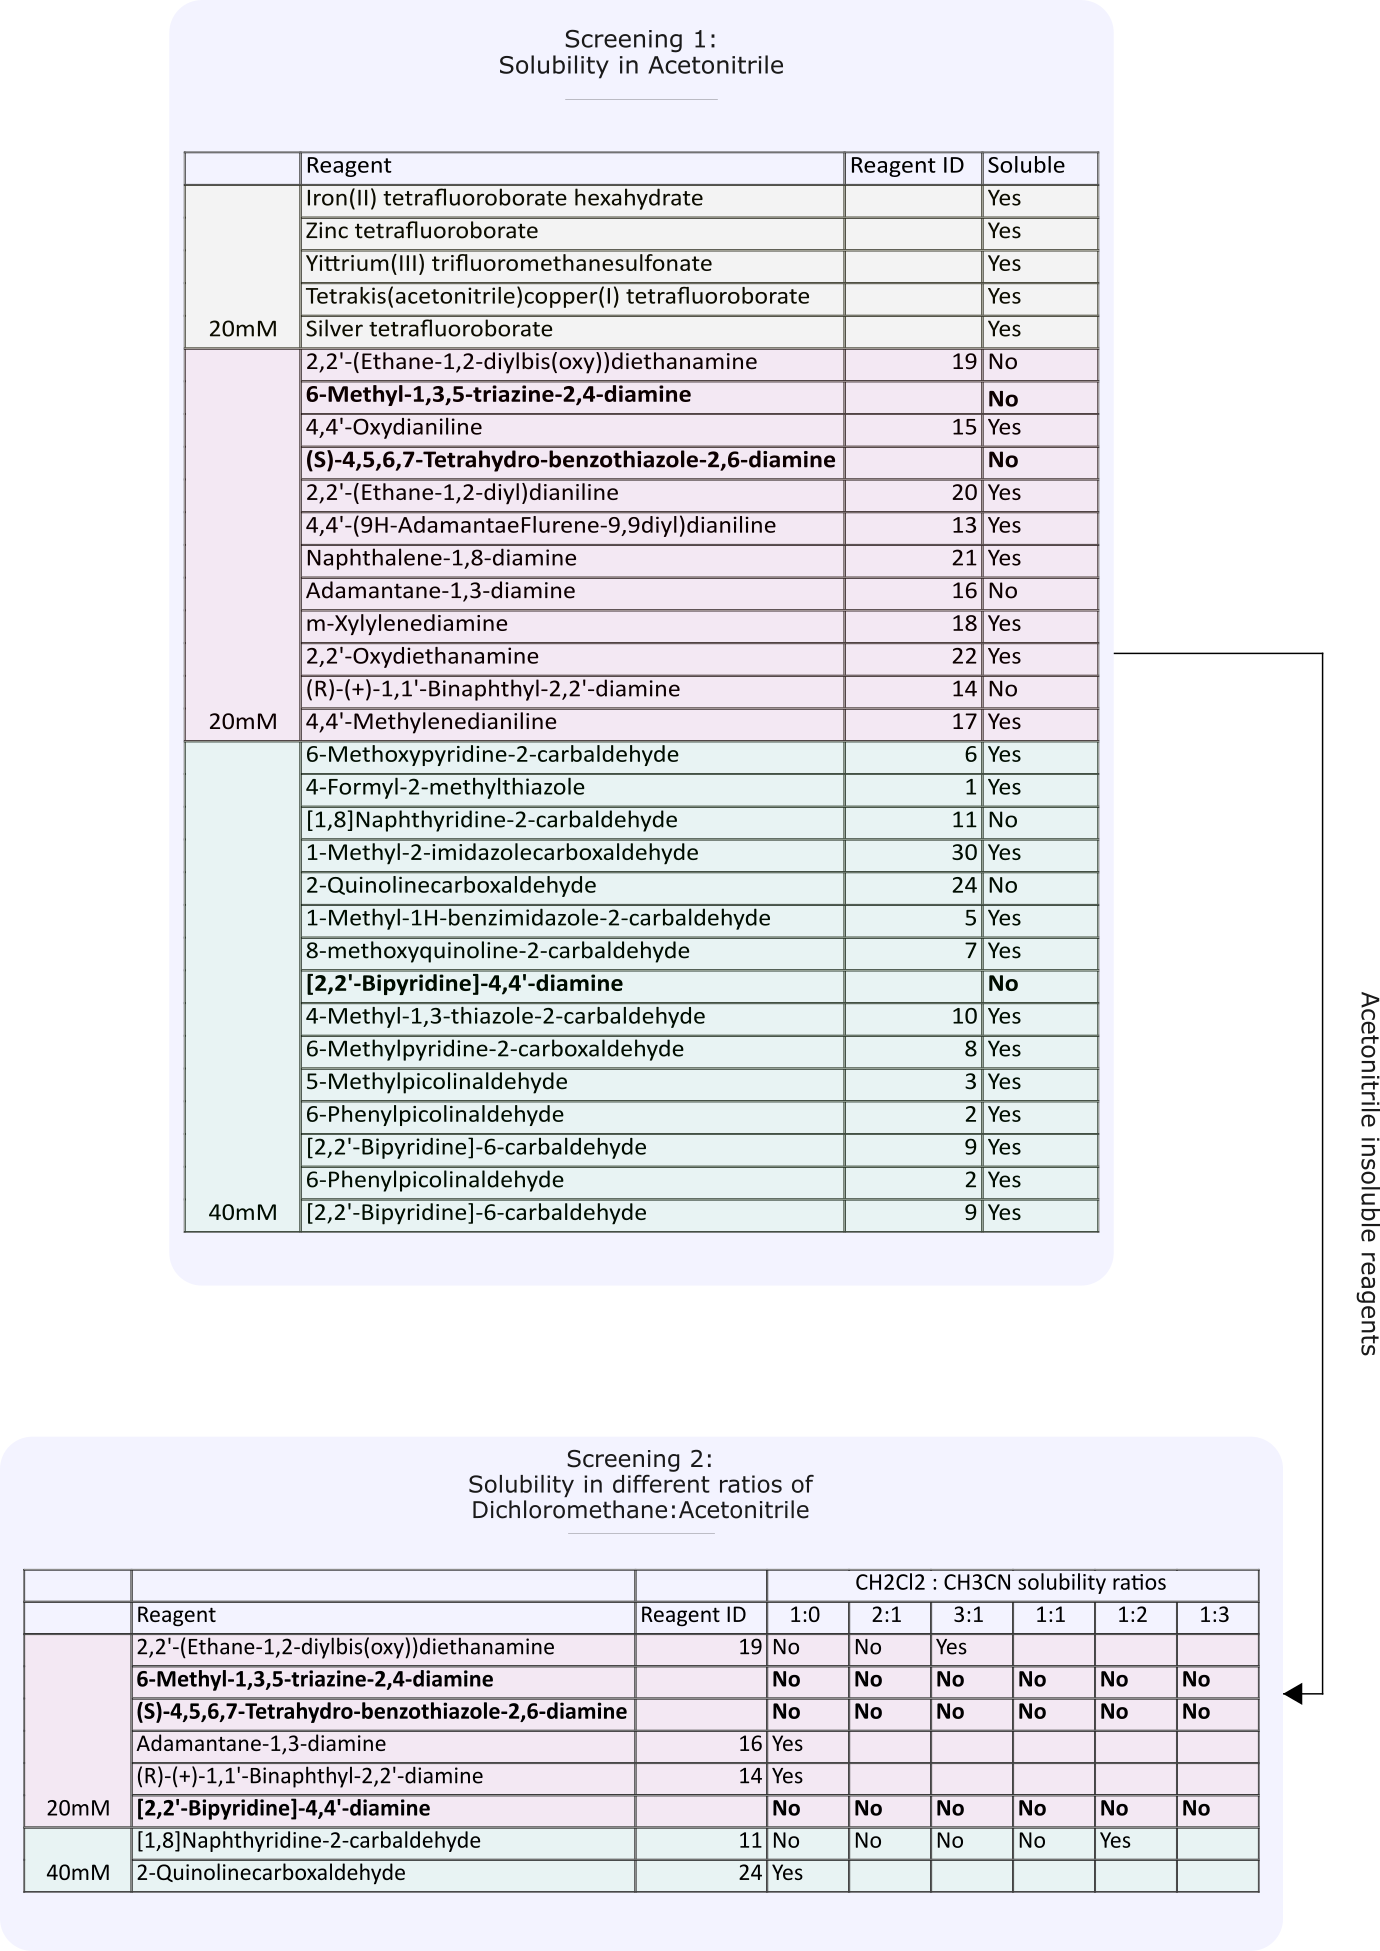 Screening 1:
Solubility in Acetonitrile
Reagent Reagent ID Soluble
Iron(II) tetrafluoroborate hexahydrate Yes
Zinc tetrafluoroborate Yes
Yittrium(III) trifluoromethanesulfonate Yes
Tetrakis(acetonitrile)copper(I) tetrafluoroborate Yes
20mM Silver tetrafluoroborate Yes
2,2'-(Ethane-1,2-diylbis(oxy))diethanamine 19 No
6-Methyl-1,3,5-triazine-2,4-diamine No
4,4'-Oxydianiline 15 Yes
(S)-4,5,6,7-Tetrahydro-benzothiazole-2,6-diamine No
2,2'-(Ethane-1,2-diyl)dianiline 20 Yes
4,4'-(9H-AdamantaeFlurene-9,9diyl)dianiline 13 Yes
Naphthalene-1,8-diamine 21 Yes
Adamantane-1,3-diamine 16 No
m-Xylylenediamine 18 Yes
2,2'-Oxydiethanamine 22 Yes
(R)-(+)-1,1'-Binaphthyl-2,2'-diamine 14 No
20mM 4,4'-Methylenedianiline 17 Yes
6-Methoxypyridine-2-carbaldehyde 6 Yes
4-Formyl-2-methylthiazole 1 Yes
[1,8]Naphthyridine-2-carbaldehyde 11 No
1-Methyl-2-imidazolecarboxaldehyde 30 Yes
2-Quinolinecarboxaldehyde 24 No
1-Methyl-1H-benzimidazole-2-carbaldehyde 5 Yes
8-methoxyquinoline-2-carbaldehyde 7 Yes
[2,2'-Bipyridine]-4,4'-diamine No
4-Methyl-1,3-thiazole-2-carbaldehyde 10 Yes
6-Methylpyridine-2-carboxaldehyde 8 Yes
5-Methylpicolinaldehyde 3 Yes
6-Phenylpicolinaldehyde 2 Yes
[2,2'-Bipyridine]-6-carbaldehyde 9 Yes
6-Phenylpicolinaldehyde 2 Yes
40mM [2,2'-Bipyridine]-6-carbaldehyde 9 Yes
Acetonitrile insoluble reagents
Screening 2:
Solubility in different ratios of
Dichloromethane:Acetonitrile
CH2Cl2 : CH3CN solubility ratios
Reagent Reagent ID 1:0 2:1 3:1 1:1 1:2 1:3
2,2'-(Ethane-1,2-diylbis(oxy))diethanamine 19 No No Yes
6-Methyl-1,3,5-triazine-2,4-diamine No No No No No No
(S)-4,5,6,7-Tetrahydro-benzothiazole-2,6-diamine No No No No No No
Adamantane-1,3-diamine 16 Yes
(R)-(+)-1,1'-Binaphthyl-2,2'-diamine 14 Yes
20mM [2,2'-Bipyridine]-4,4'-diamine No No No No No No
[1,8]Naphthyridine-2-carbaldehyde 11 No No No No Yes
40mM 2-Quinolinecarboxaldehyde 24 Yes